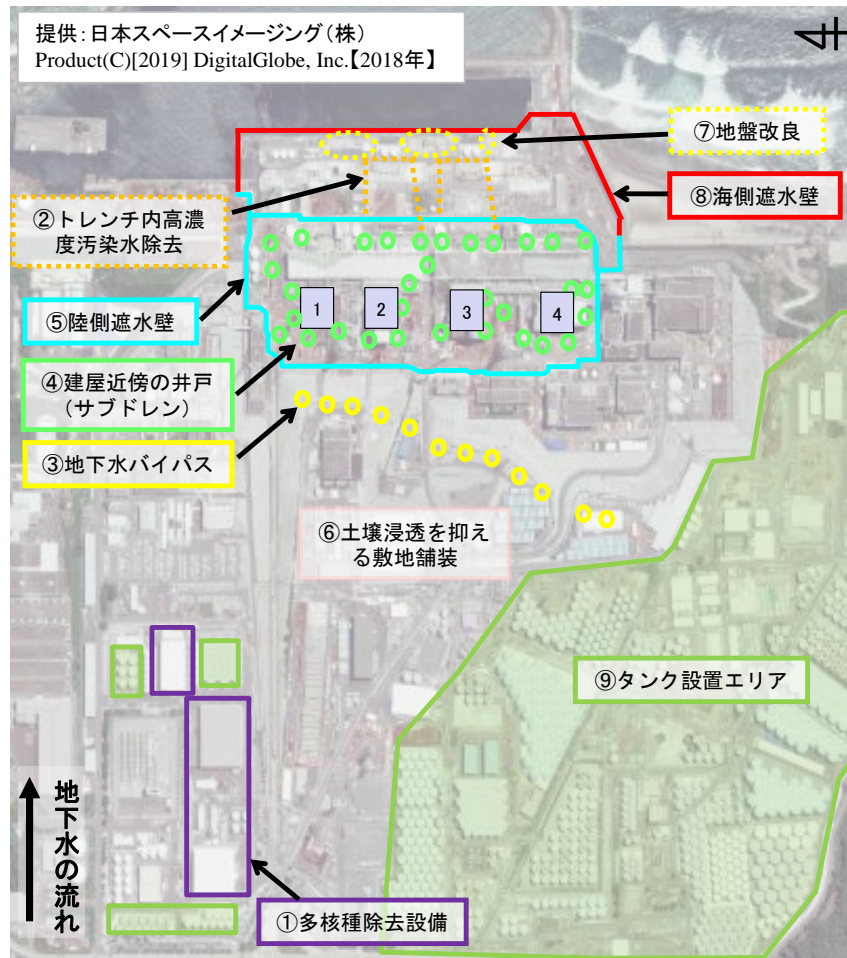 提供：日本スペースイメージング（株）
Product(C)[2019] DigitalGlobe, Inc.【2018年】
⑦地盤改良
⑧海側遮水壁
②トレンチ内高濃
度汚染水除去
⑤陸側遮水壁
1
2
3
4
④建屋近傍の井戸
（サブドレン）
③地下水バイパス
⑥土壌浸透を抑え
る敷地舗装
⑨タンク設置エリア
地下水の流れ
①多核種除去設備